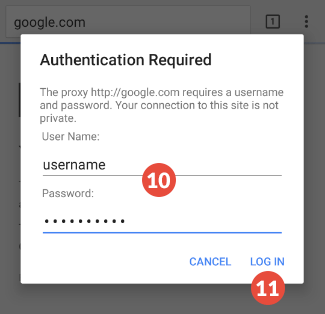 google.com
1
Authentication Required
The proxy http://google.com requires a username
and password. Your connection to this site is not
private.
User Name:
username
10
Password:
••••••••••
CANCEL
LOG IN
11